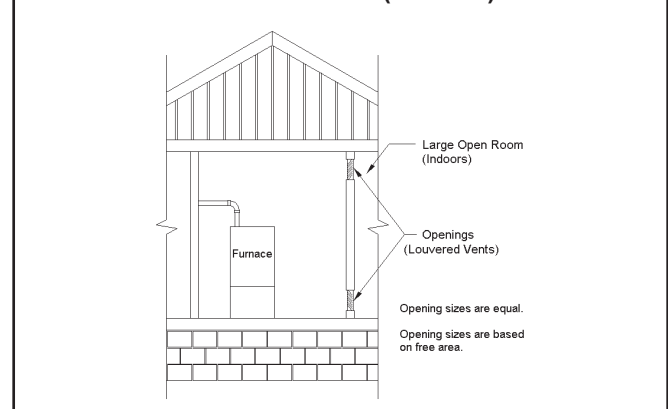 Large Open Room
(Indoors)
Furnace
Openings
(Louvered Vents)
Opening sizes are equal.
Opening sizes are based
on free area.